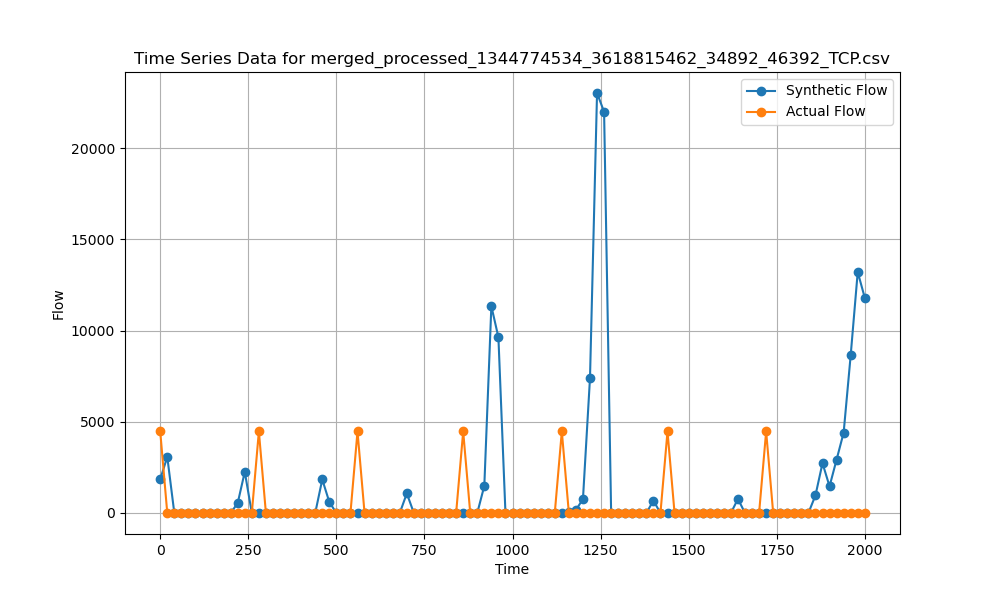 Time Series Data for merged_processed_1344774534_3618815462_34892_46392_TCP.csv
Synthetic Flow
Actual Flow
20000
15000
10000
5000
0
Flow
0 250 500 750 1000 1250 1500 1750 2000
Time